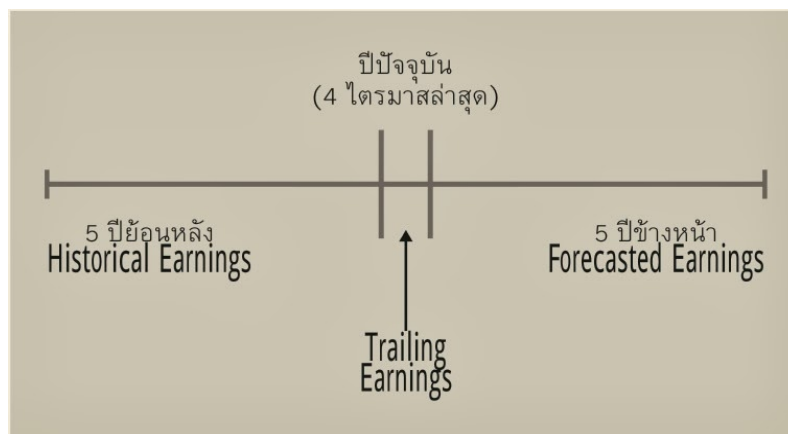 ปีปัจจุบัน
(4 ไตรมาสล่าสุด)
5 ปีย้อนหลัง
Historical Earnings
5 ปีข้างหน้า
Forecasted Earnings
Trailing
Earnings